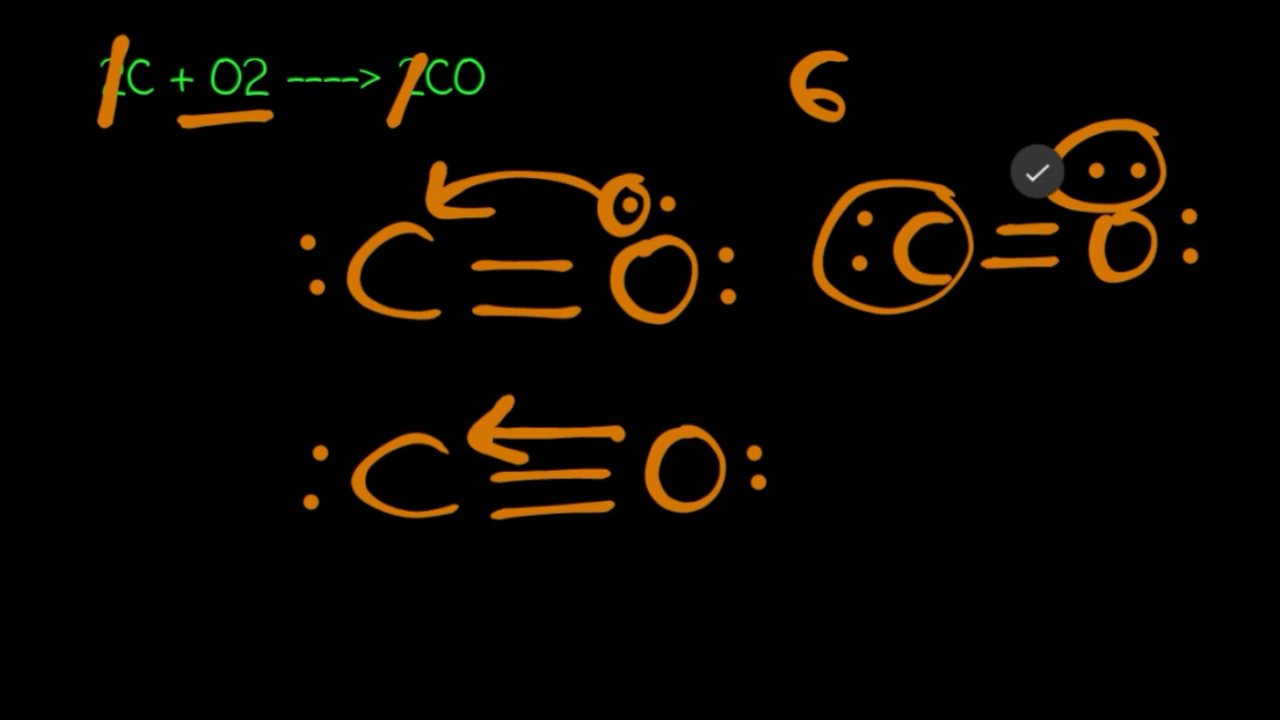 2C + O2 ----> 2CO
6
:C=O:
:C=O:
:C≡O: